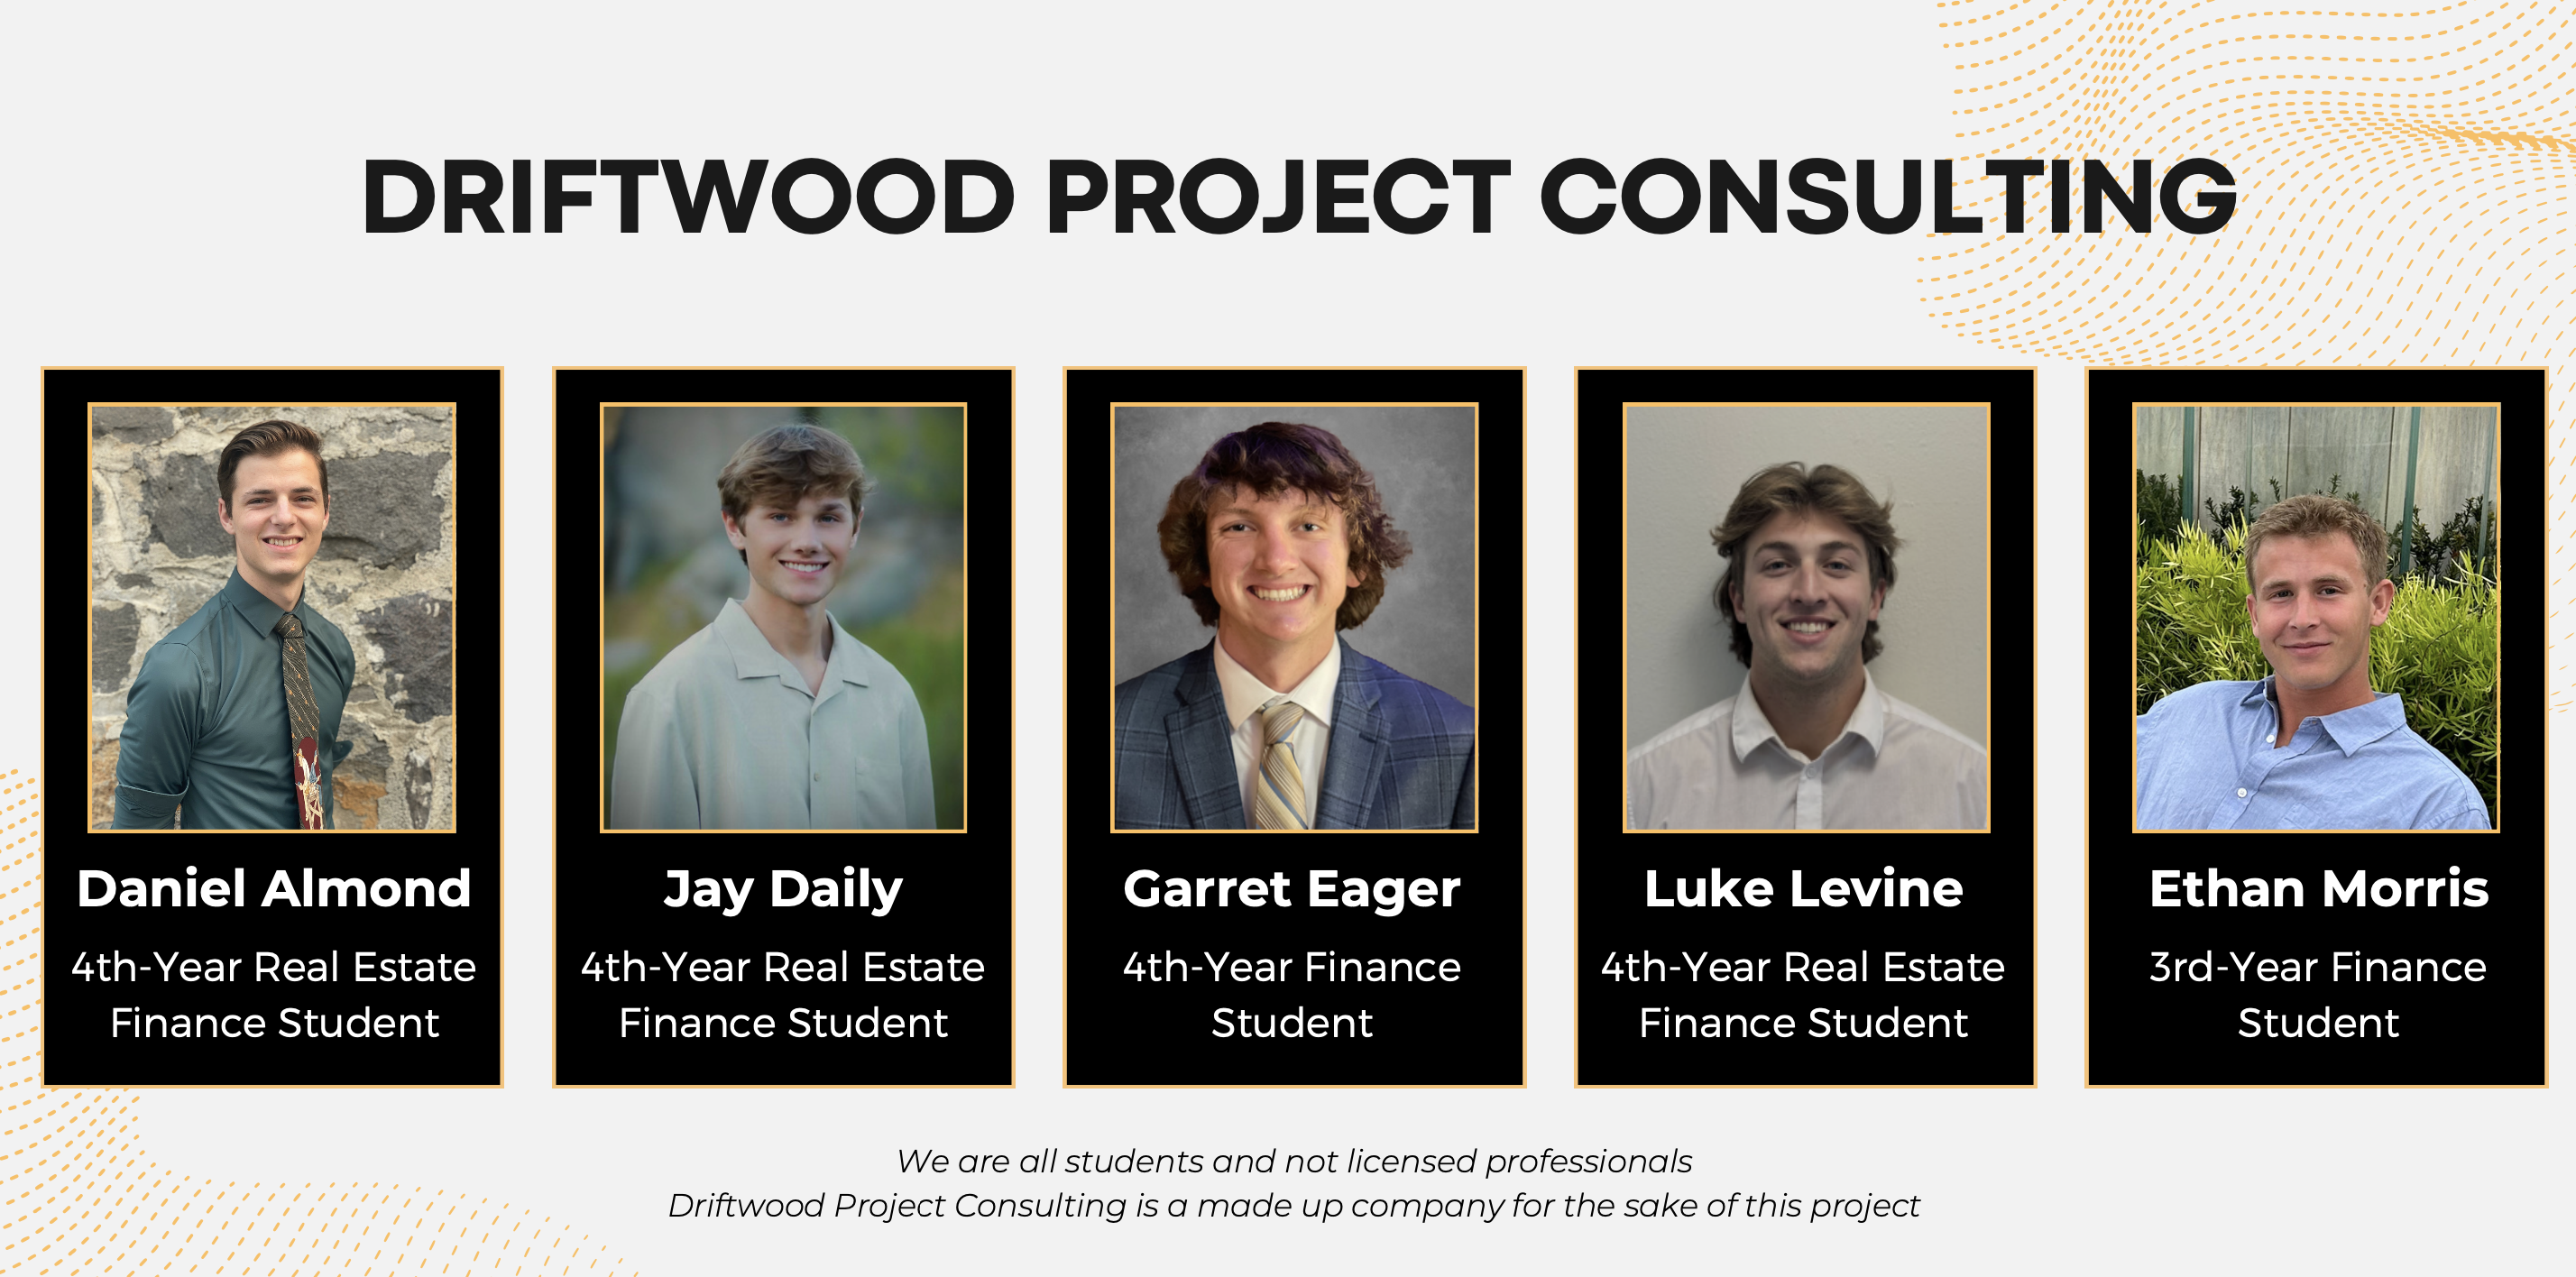 DRIFTWOOD PROJECT CONSULTING
Daniel Almond
4th-Year Real Estate
Finance Student
Jay Daily
4th-Year Real Estate
Finance Student
Garret Eager
4th-Year Finance
Student
Luke Levine
4th-Year Real Estate
Finance Student
Ethan Morris
3rd-Year Finance
Student
We are all students and not licensed professionals
Driftwood Project Consulting is a made up company for the sake of this project